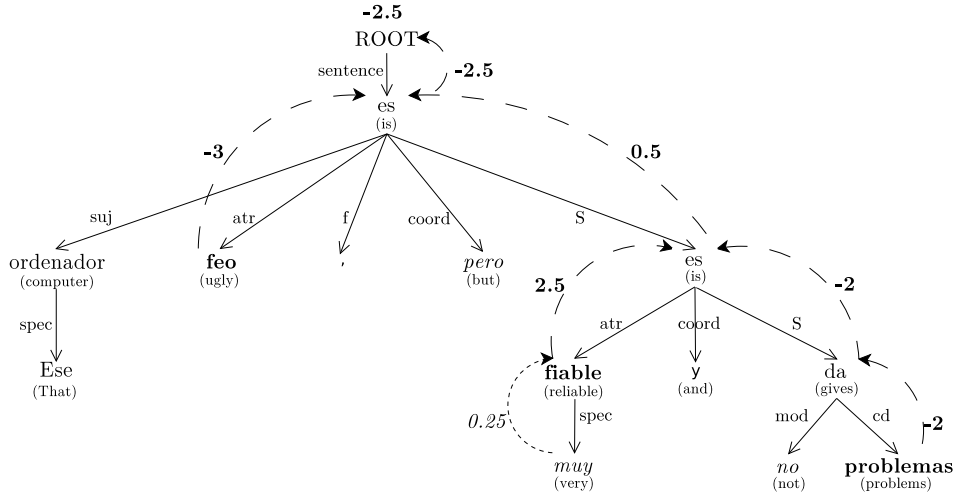 -2.5
ROOT
sentence
-2.5
es
(is)
-3
0.5
suj
atr
f
coord
S
ordenador
(computer)
feo
(ugly)
,
pero
(but)
es
(is)
spec
2.5
-2
atr
coord
S
Ese
(That)
fiable
(reliable)
y
(and)
da
(gives)
0.25
spec
mod
cd
-2
muy
(very)
no
(not)
problemas
(problems)